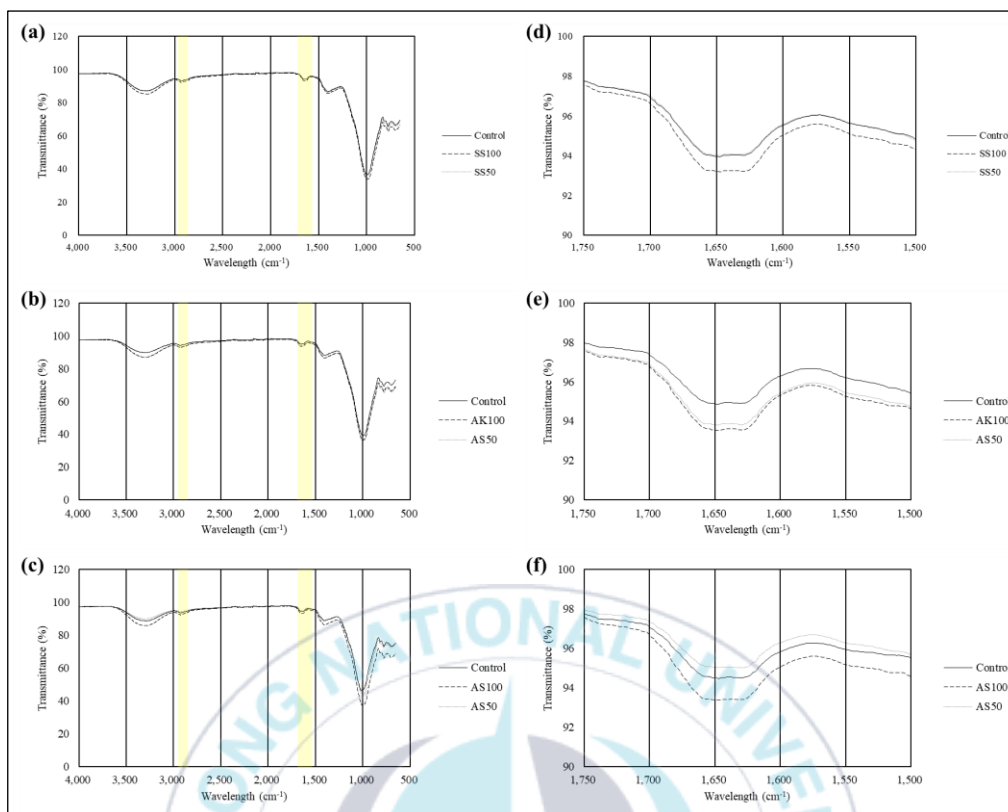 (a)
120
100
80
60
40
20
0
Transmittance (%)
4,000 3,500 3,000 2,500 2,000 1,500 1,000 500
Wavelength (cm⁻¹)
Control
SS100
SS50
(d)
100
98
96
94
92
90
Transmittance (%)
1,750 1,700 1,650 1,600 1,550 1,500
Wavelength (cm⁻¹)
Control
SS100
SS50
(b)
120
100
80
60
40
20
0
Transmittance (%)
4,000 3,500 3,000 2,500 2,000 1,500 1,000 500
Wavelength (cm⁻¹)
Control
AK100
AS50
(e)
100
98
96
94
92
90
Transmittance (%)
1,750 1,700 1,650 1,600 1,550 1,500
Wavelength (cm⁻¹)
Control
AK100
AS50
(c)
120
100
80
60
40
20
0
Transmittance (%)
4,000 3,500 3,000 2,500 2,000 1,500 1,000 500
Wavelength (cm⁻¹)
Control
AS100
AS50
(f)
100
98
96
94
92
90
Transmittance (%)
1,750 1,700 1,650 1,600 1,550 1,500
Wavelength (cm⁻¹)
Control
AS100
AS50
NATIONAL